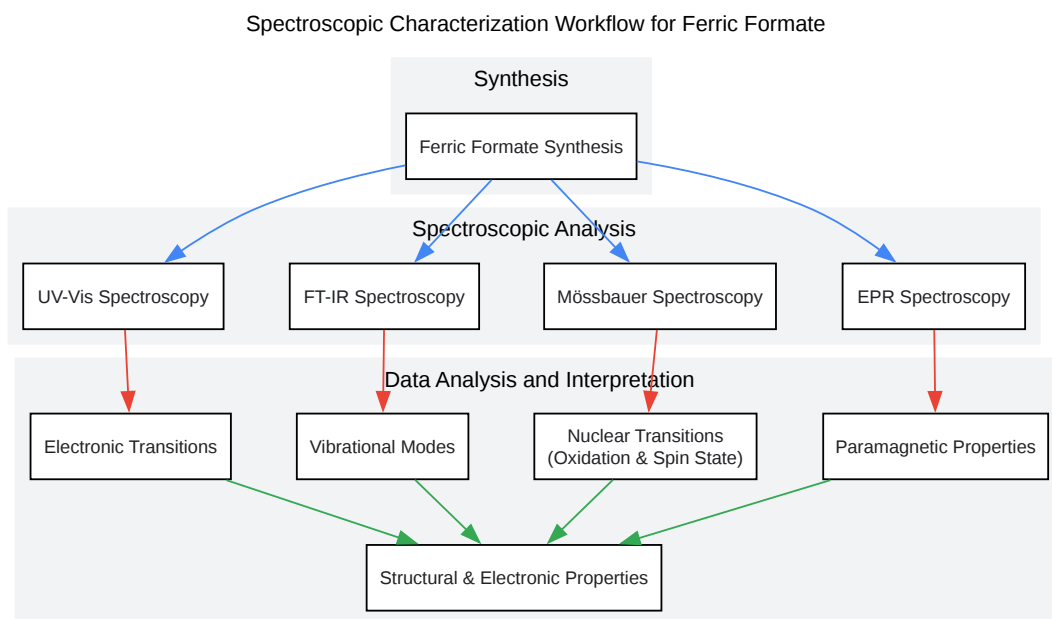 Spectroscopic Characterization Workflow for Ferric Formate
Synthesis
Ferric Formate Synthesis
Spectroscopic Analysis
UV-Vis Spectroscopy
FT-IR Spectroscopy
Mössbauer Spectroscopy
EPR Spectroscopy
Data Analysis and Interpretation
Electronic Transitions
Vibrational Modes
Nuclear Transitions
(Oxidation & Spin State)
Paramagnetic Properties
Structural & Electronic Properties